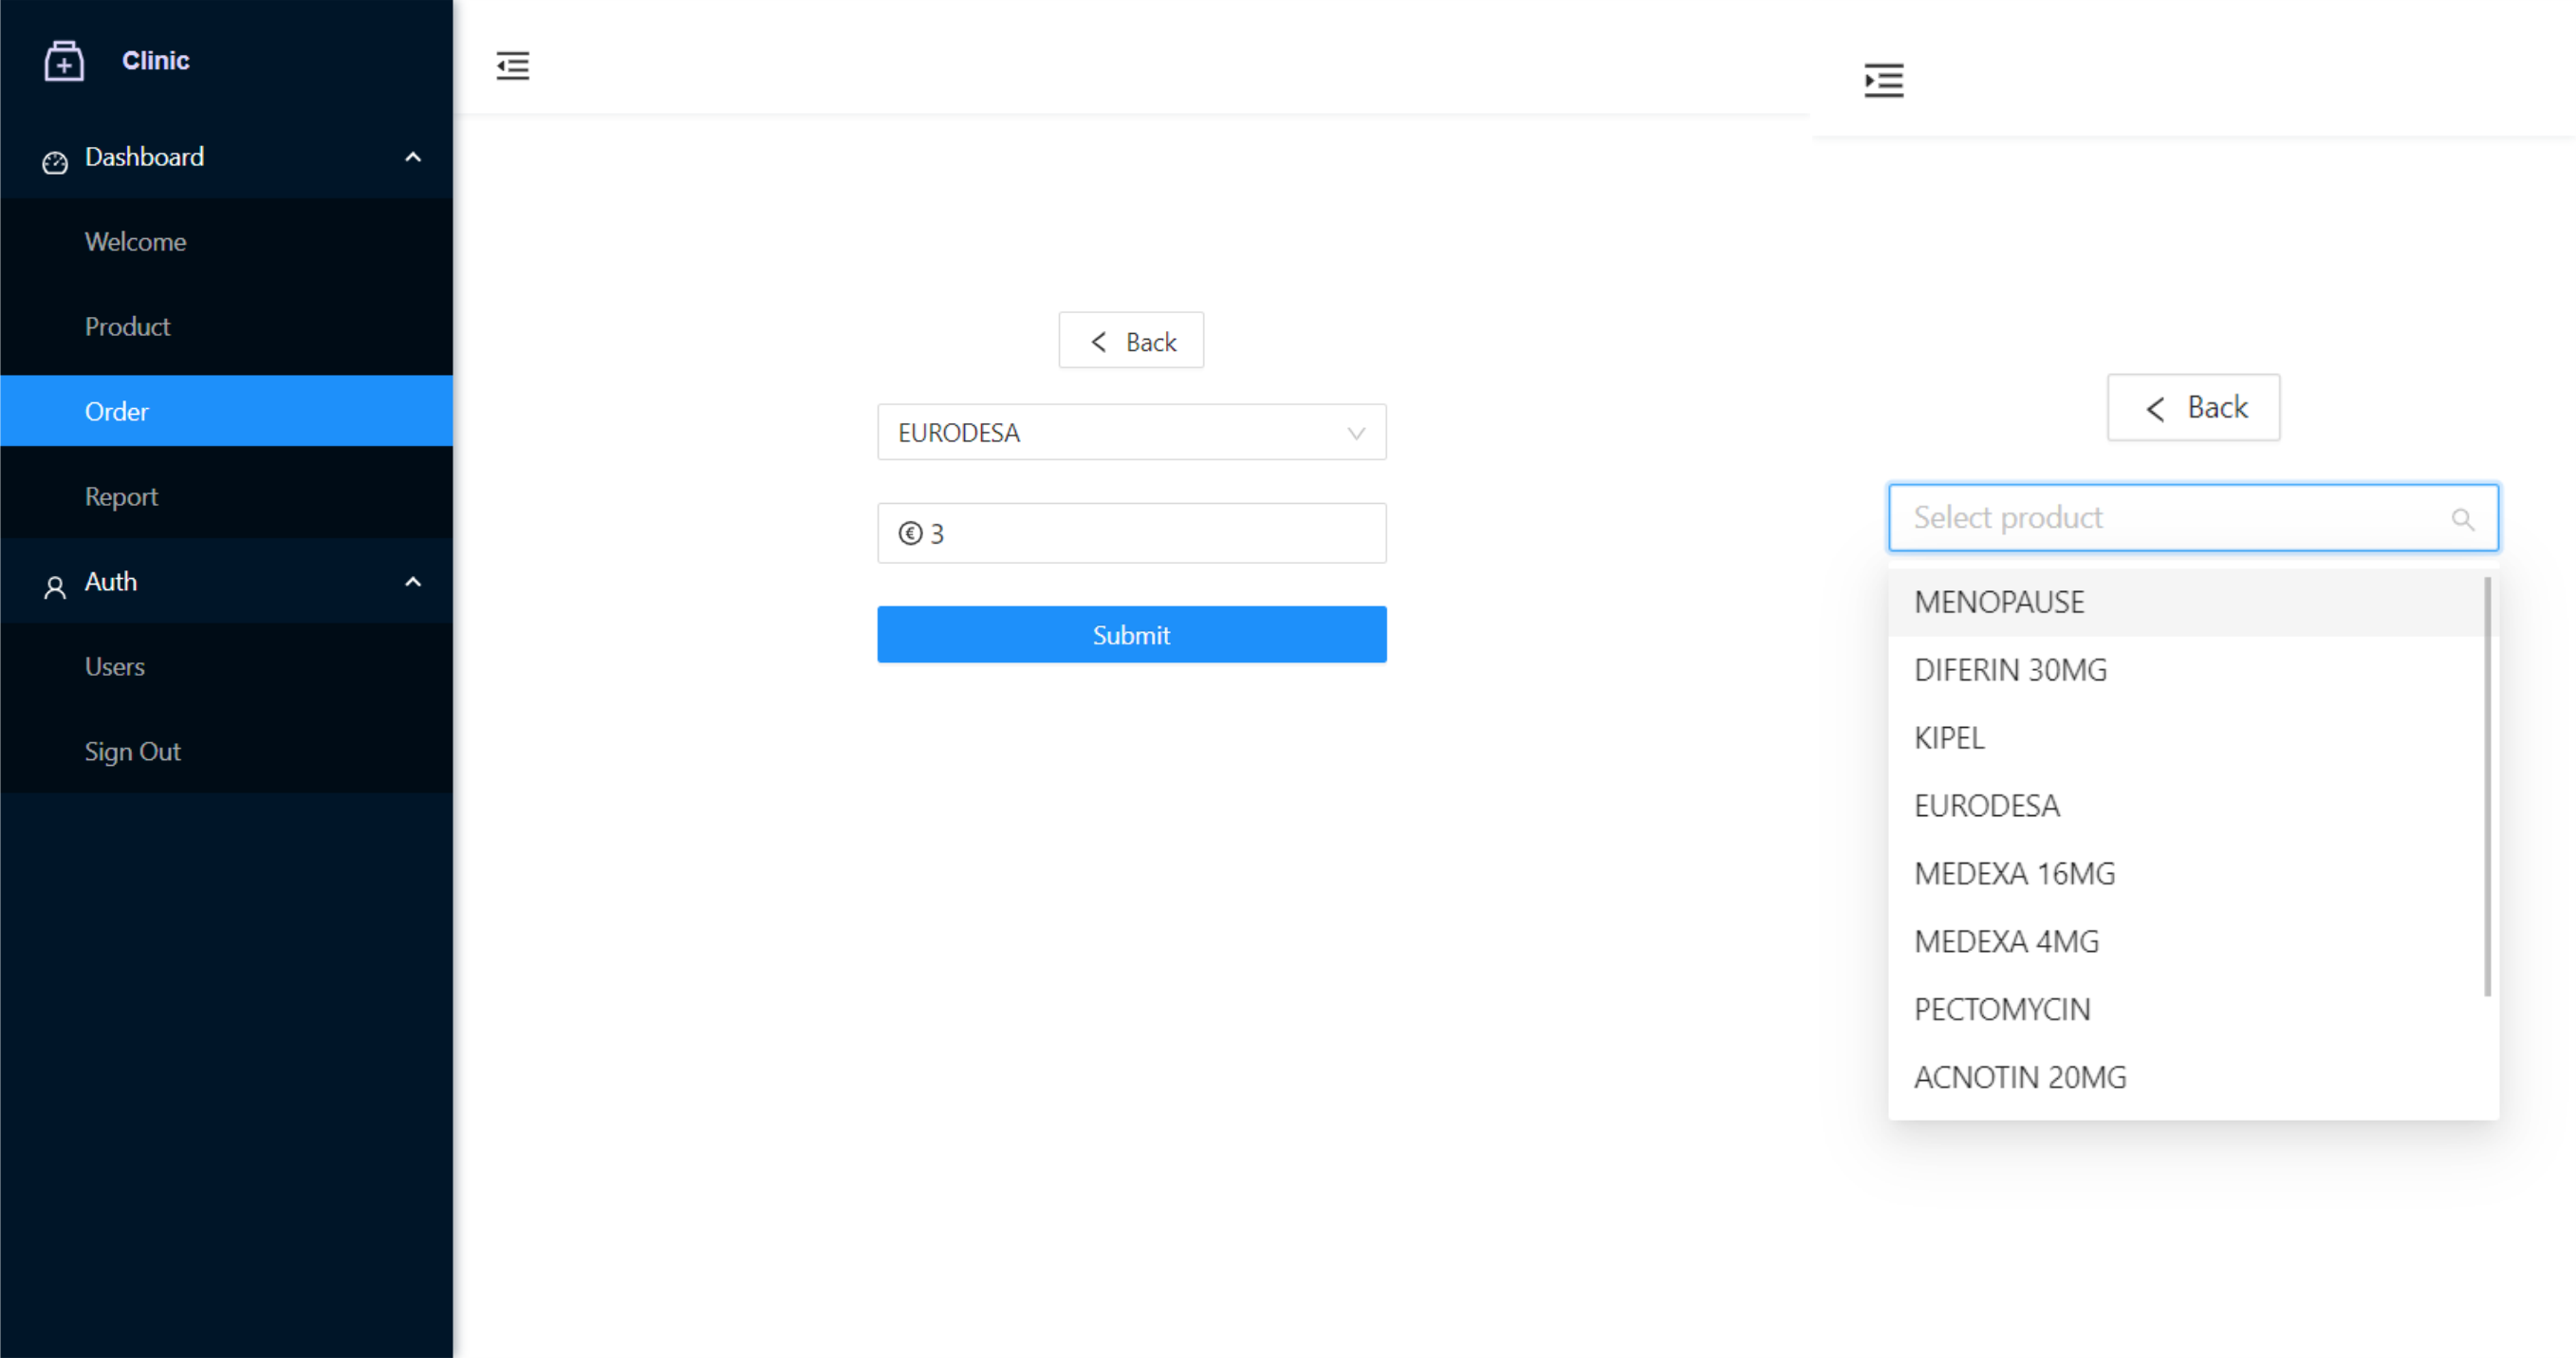 Clinic
Dashboard
Welcome
Product
Order
Report
Auth
Users
Sign Out
Back
EURODESA
3
Submit
Back
Select product
MENOPAUSE
DIFERIN 30MG
KIPEL
EURODESA
MEDEXA 16MG
MEDEXA 4MG
PECTOMYCIN
ACNOTIN 20MG